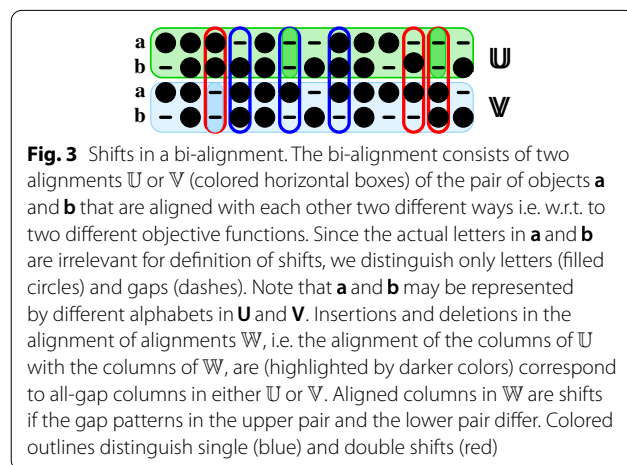 a
b 𝕌
a 𝕍
b
Fig. 3 Shifts in a bi-alignment. The bi-alignment consists of two
alignments 𝕌 or 𝕍 (colored horizontal boxes) of the pair of objects a
and b that are aligned with each other two different ways i.e. w.r.t. to
two different objective functions. Since the actual letters in a and b
are irrelevant for definition of shifts, we distinguish only letters (filled
circles) and gaps (dashes). Note that a and b may be represented
by different alphabets in U and V. Insertions and deletions in the
alignment of alignments 𝕎, i.e. the alignment of the columns of 𝕌
with the columns of 𝕎, are (highlighted by darker colors) correspond
to all-gap columns in either 𝕌 or 𝕍. Aligned columns in 𝕎 are shifts
if the gap patterns in the upper pair and the lower pair differ. Colored
outlines distinguish single (blue) and double shifts (red)